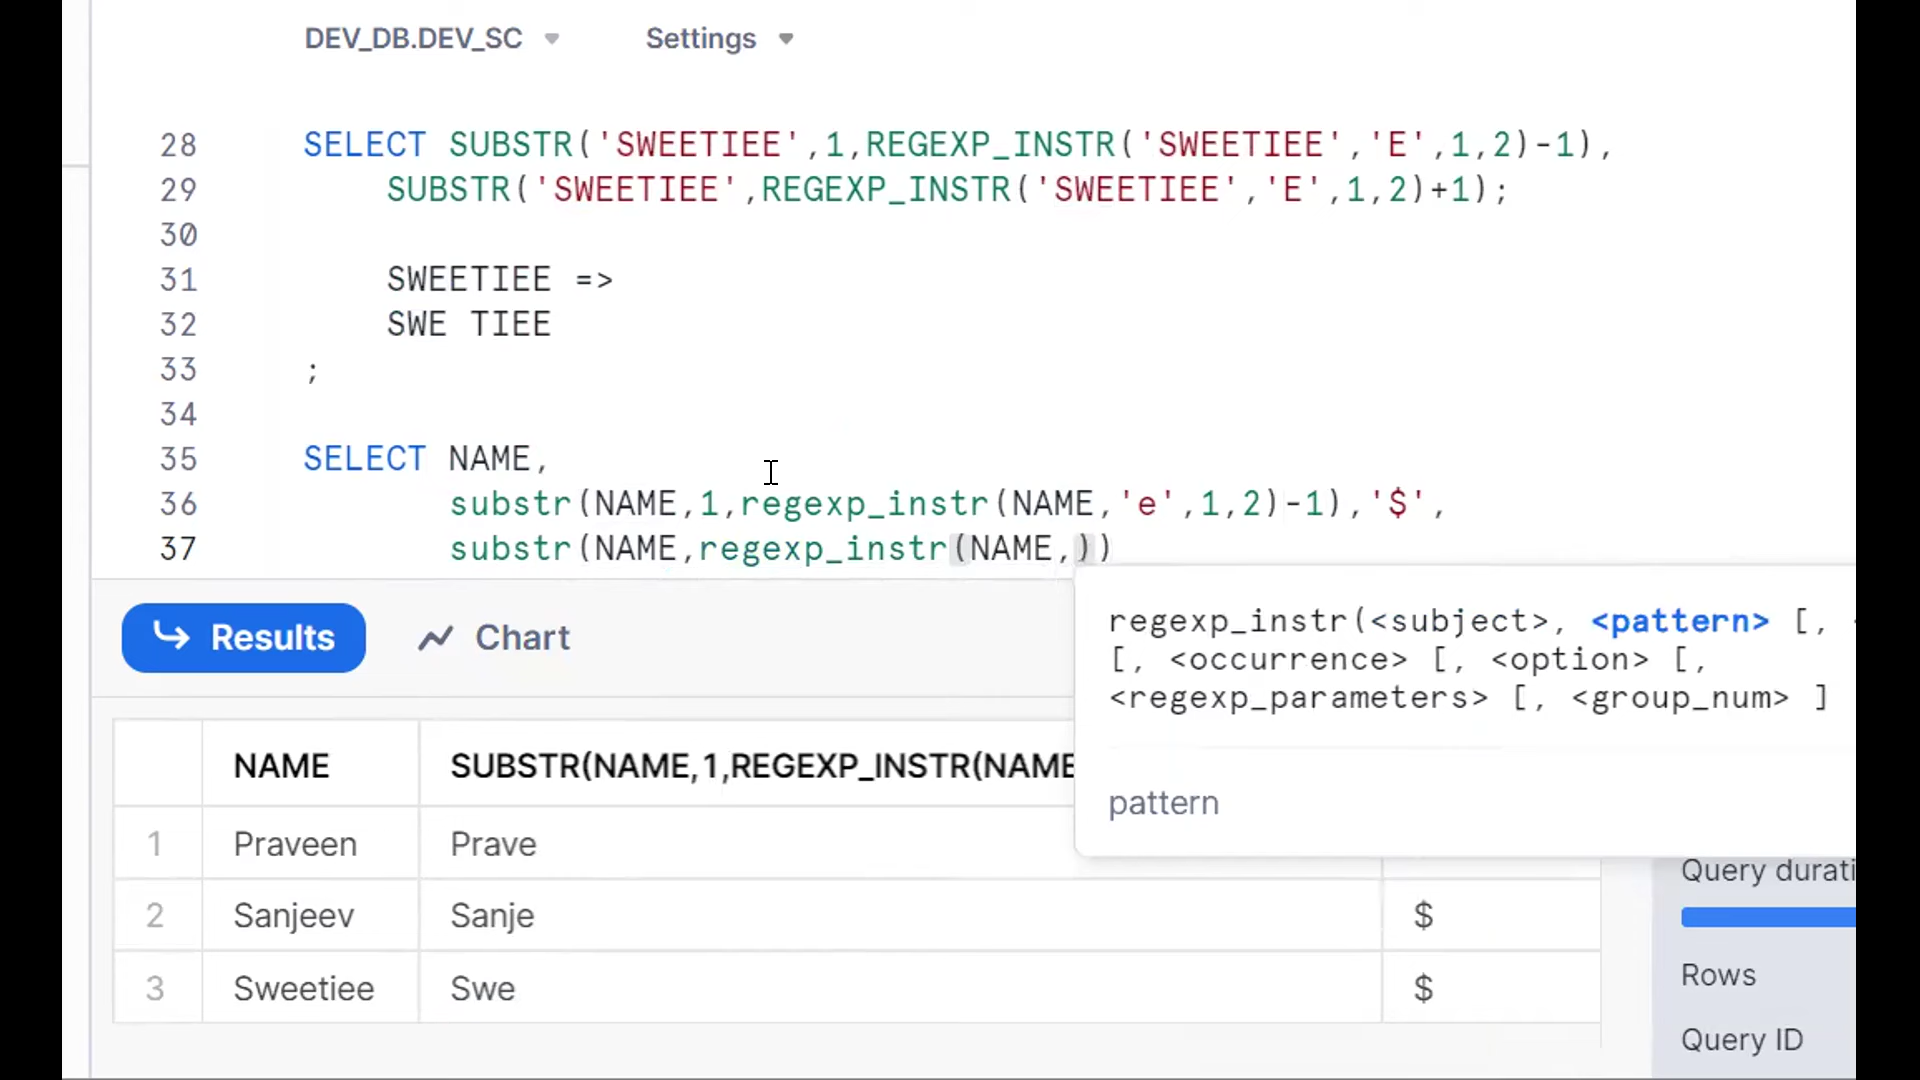 DEV_DB.DEV_SC Settings
28 SELECT SUBSTR('SWEETIEE',1,REGEXP_INSTR('SWEETIEE','E',1,2)-1),
29 SUBSTR('SWEETIEE',REGEXP_INSTR('SWEETIEE','E',1,2)+1);
30
31 SWEETIEE =>
32 SWE TIEE
33 ;
34
35 SELECT NAME,
36 substr(NAME,1,regexp_instr(NAME,'e',1,2)-1),'$',
37 substr(NAME,regexp_instr(NAME,))
regexp_instr(<subject>, <pattern> [,
[, <occurrence> [, <option> [,
<regexp_parameters> [, <group_num> ]
pattern
Results Chart
NAME SUBSTR(NAME,1,REGEXP_INSTR(NAME
1 Praveen Prave
2 Sanjeev Sanje $
3 Sweetiee Swe $
Query durati
Rows
Query ID